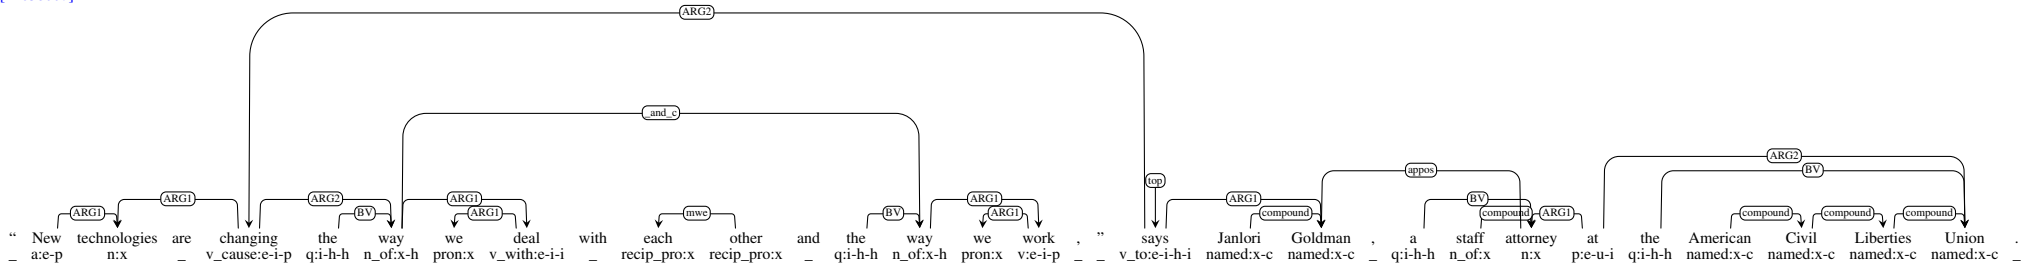 ARG2
_and_c
ARG2
top
appos
BV
ARG1
ARG2
ARG1
ARG1
ARG1
BV
ARG1
BV
ARG1
mwe
BV
ARG1
compound
compound
ARG1
compound
compound
compound
“ New technologies are changing the way we deal with each other and the way we work , ” says Janlori Goldman , a staff attorney at the American Civil Liberties Union .
_ a:e-p n:x _ v_cause:e-i-p q:i-h-h n_of:x-h pron:x v_with:e-i-i _ recip_pro:x recip_pro:x _ q:i-h-h n_of:x-h pron:x v:e-i-p _ _ v_to:e-i-h-i named:x-c named:x-c _ q:i-h-h n_of:x n:x p:e-u-i q:i-h-h named:x-c named:x-c named:x-c named:x-c _